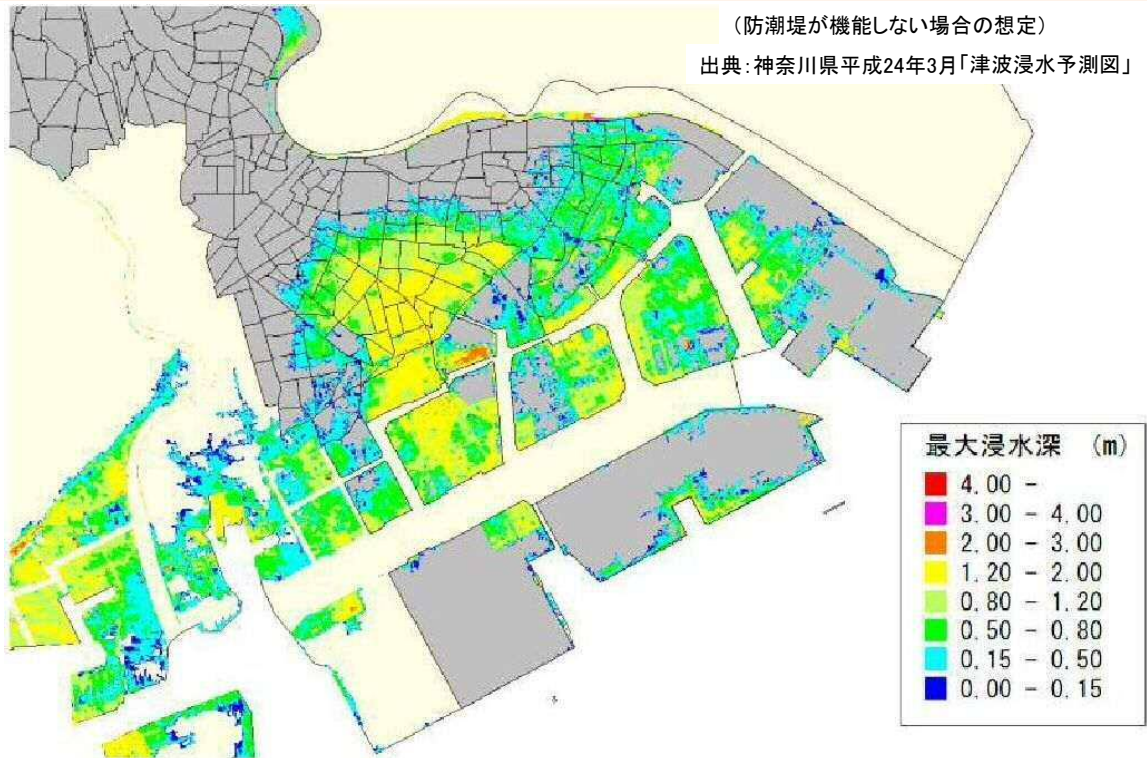 （防潮堤が機能しない場合の想定）
出典：神奈川県平成24年3月「津波浸水予測図」
最大浸水深 (m)
4.00 -
3.00 - 4.00
2.00 - 3.00
1.20 - 2.00
0.80 - 1.20
0.50 - 0.80
0.15 - 0.50
0.00 - 0.15